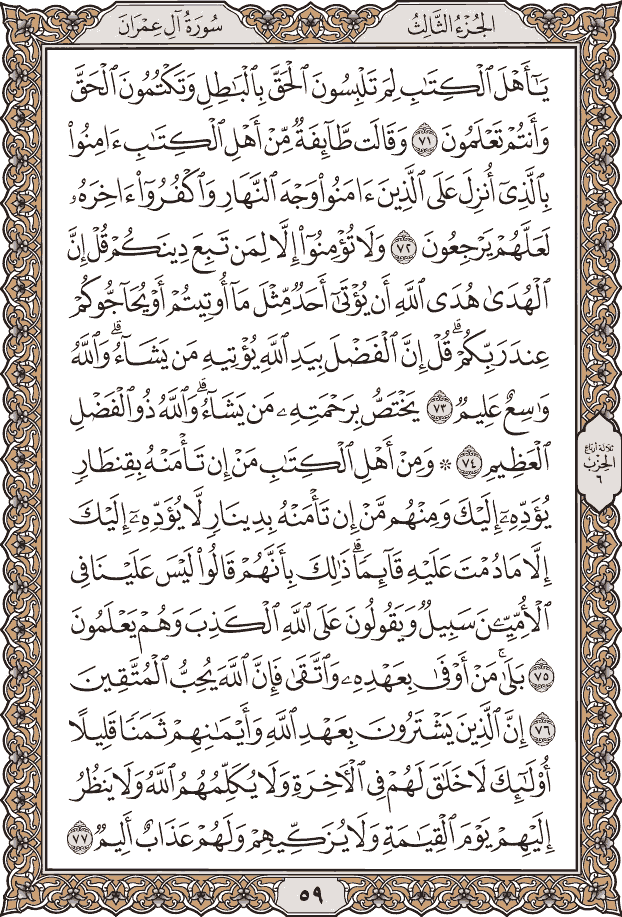 الجُزْءُ الثَّالِثُ
سُورَةُ آلِ عِمْرَانَ
يَٰٓأَهْلَ ٱلْكِتَٰبِ لِمَ تَلْبِسُونَ ٱلْحَقَّ بِٱلْبَٰطِلِ وَتَكْتُمُونَ ٱلْحَقَّ
وَأَنتُمْ تَعْلَمُونَ ٧١ وَقَالَت طَّآئِفَةٌ مِّنْ أَهْلِ ٱلْكِتَٰبِ ءَامِنُوا۟
بِٱلَّذِىٓ أُنزِلَ عَلَى ٱلَّذِينَ ءَامَنُوا۟ وَجْهَ ٱلنَّهَارِ وَٱكْفُرُوٓا۟ ءَاخِرَهُۥ
لَعَلَّهُمْ يَرْجِعُونَ ٧٢ وَلَا تُؤْمِنُوٓا۟ إِلَّا لِمَن تَبِعَ دِينَكُمْ قُلْ إِنَّ
ٱلْهُدَىٰ هُدَى ٱللَّهِ أَن يُؤْتَىٰٓ أَحَدٌ مِّثْلَ مَآ أُوتِيتُمْ أَوْ يُحَآجُّوكُمْ
عِندَ رَبِّكُمْ ۗ قُلْ إِنَّ ٱلْفَضْلَ بِيَدِ ٱللَّهِ يُؤْتِيهِ مَن يَشَآءُ ۗ وَٱللَّهُ
وَٰسِعٌ عَلِيمٌ ٧٣ يَخْتَصُّ بِرَحْمَتِهِۦ مَن يَشَآءُ ۗ وَٱللَّهُ ذُو ٱلْفَضْلِ
ٱلْعَظِيمِ ٧٤ ۞ وَمِنْ أَهْلِ ٱلْكِتَٰبِ مَنْ إِن تَأْمَنْهُ بِقِنطَارٍ
يُؤَدِّهِۦٓ إِلَيْكَ وَمِنْهُم مَّنْ إِن تَأْمَنْهُ بِدِينَارٍ لَّا يُؤَدِّهِۦٓ إِلَيْكَ
إِلَّا مَا دُمْتَ عَلَيْهِ قَآئِمًا ۗ ذَٰلِكَ بِأَنَّهُمْ قَالُوا۟ لَيْسَ عَلَيْنَا فِى
ٱلْأُمِّيِّـۧنَ سَبِيلٌ وَيَقُولُونَ عَلَى ٱللَّهِ ٱلْكَذِبَ وَهُمْ يَعْلَمُونَ
٧٥ بَلَىٰ ۚ مَنْ أَوْفَىٰ بِعَهْدِهِۦ وَٱتَّقَىٰ فَإِنَّ ٱللَّهَ يُحِبُّ ٱلْمُتَّقِينَ
٧٦ إِنَّ ٱلَّذِينَ يَشْتَرُونَ بِعَهْدِ ٱللَّهِ وَأَيْمَٰنِهِمْ ثَمَنًا قَلِيلًا
أُو۟لَٰٓئِكَ لَا خَلَٰقَ لَهُمْ فِى ٱلْءَاخِرَةِ وَلَا يُكَلِّمُهُمُ ٱللَّهُ وَلَا يَنظُرُ
إِلَيْهِمْ يَوْمَ ٱلْقِيَٰمَةِ وَلَا يُزَكِّيهِمْ وَلَهُمْ عَذَابٌ أَلِيمٌ ٧٧
ثلاثة أرباع
الحِزْب
٦
٥٩